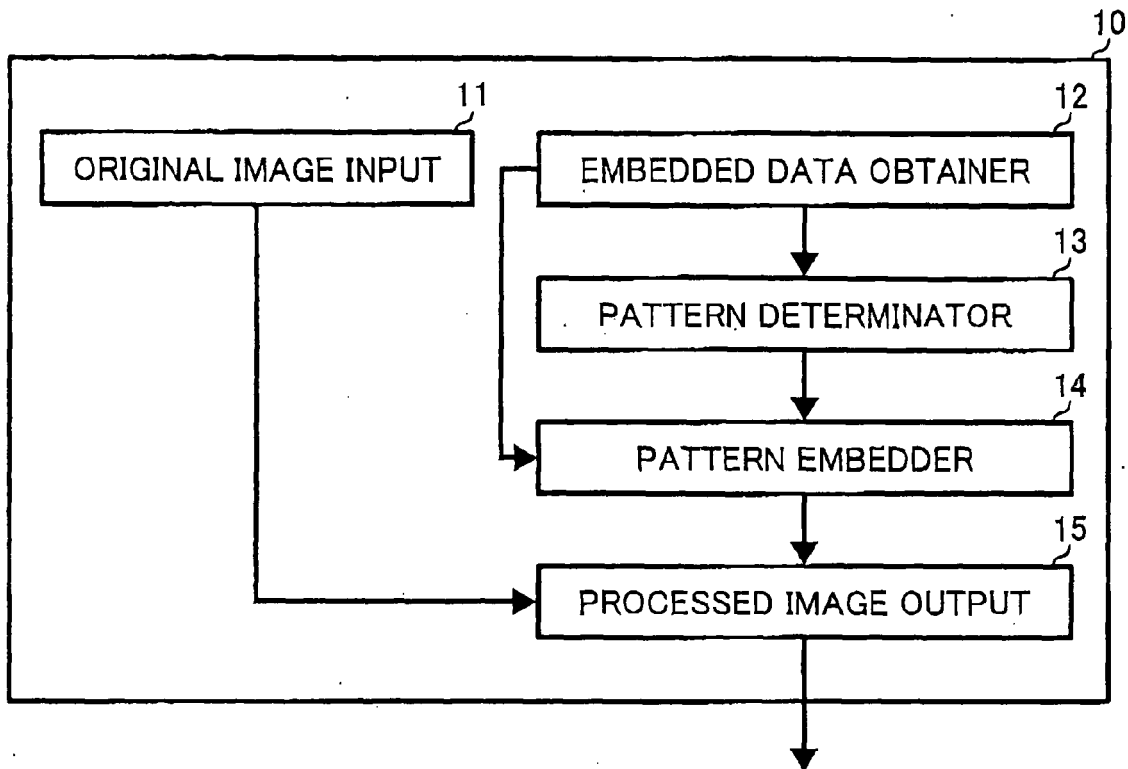 10
11
ORIGINAL IMAGE INPUT
12
EMBEDDED DATA OBTAINER
13
PATTERN DETERMINATOR
14
PATTERN EMBEDDER
15
PROCESSED IMAGE OUTPUT